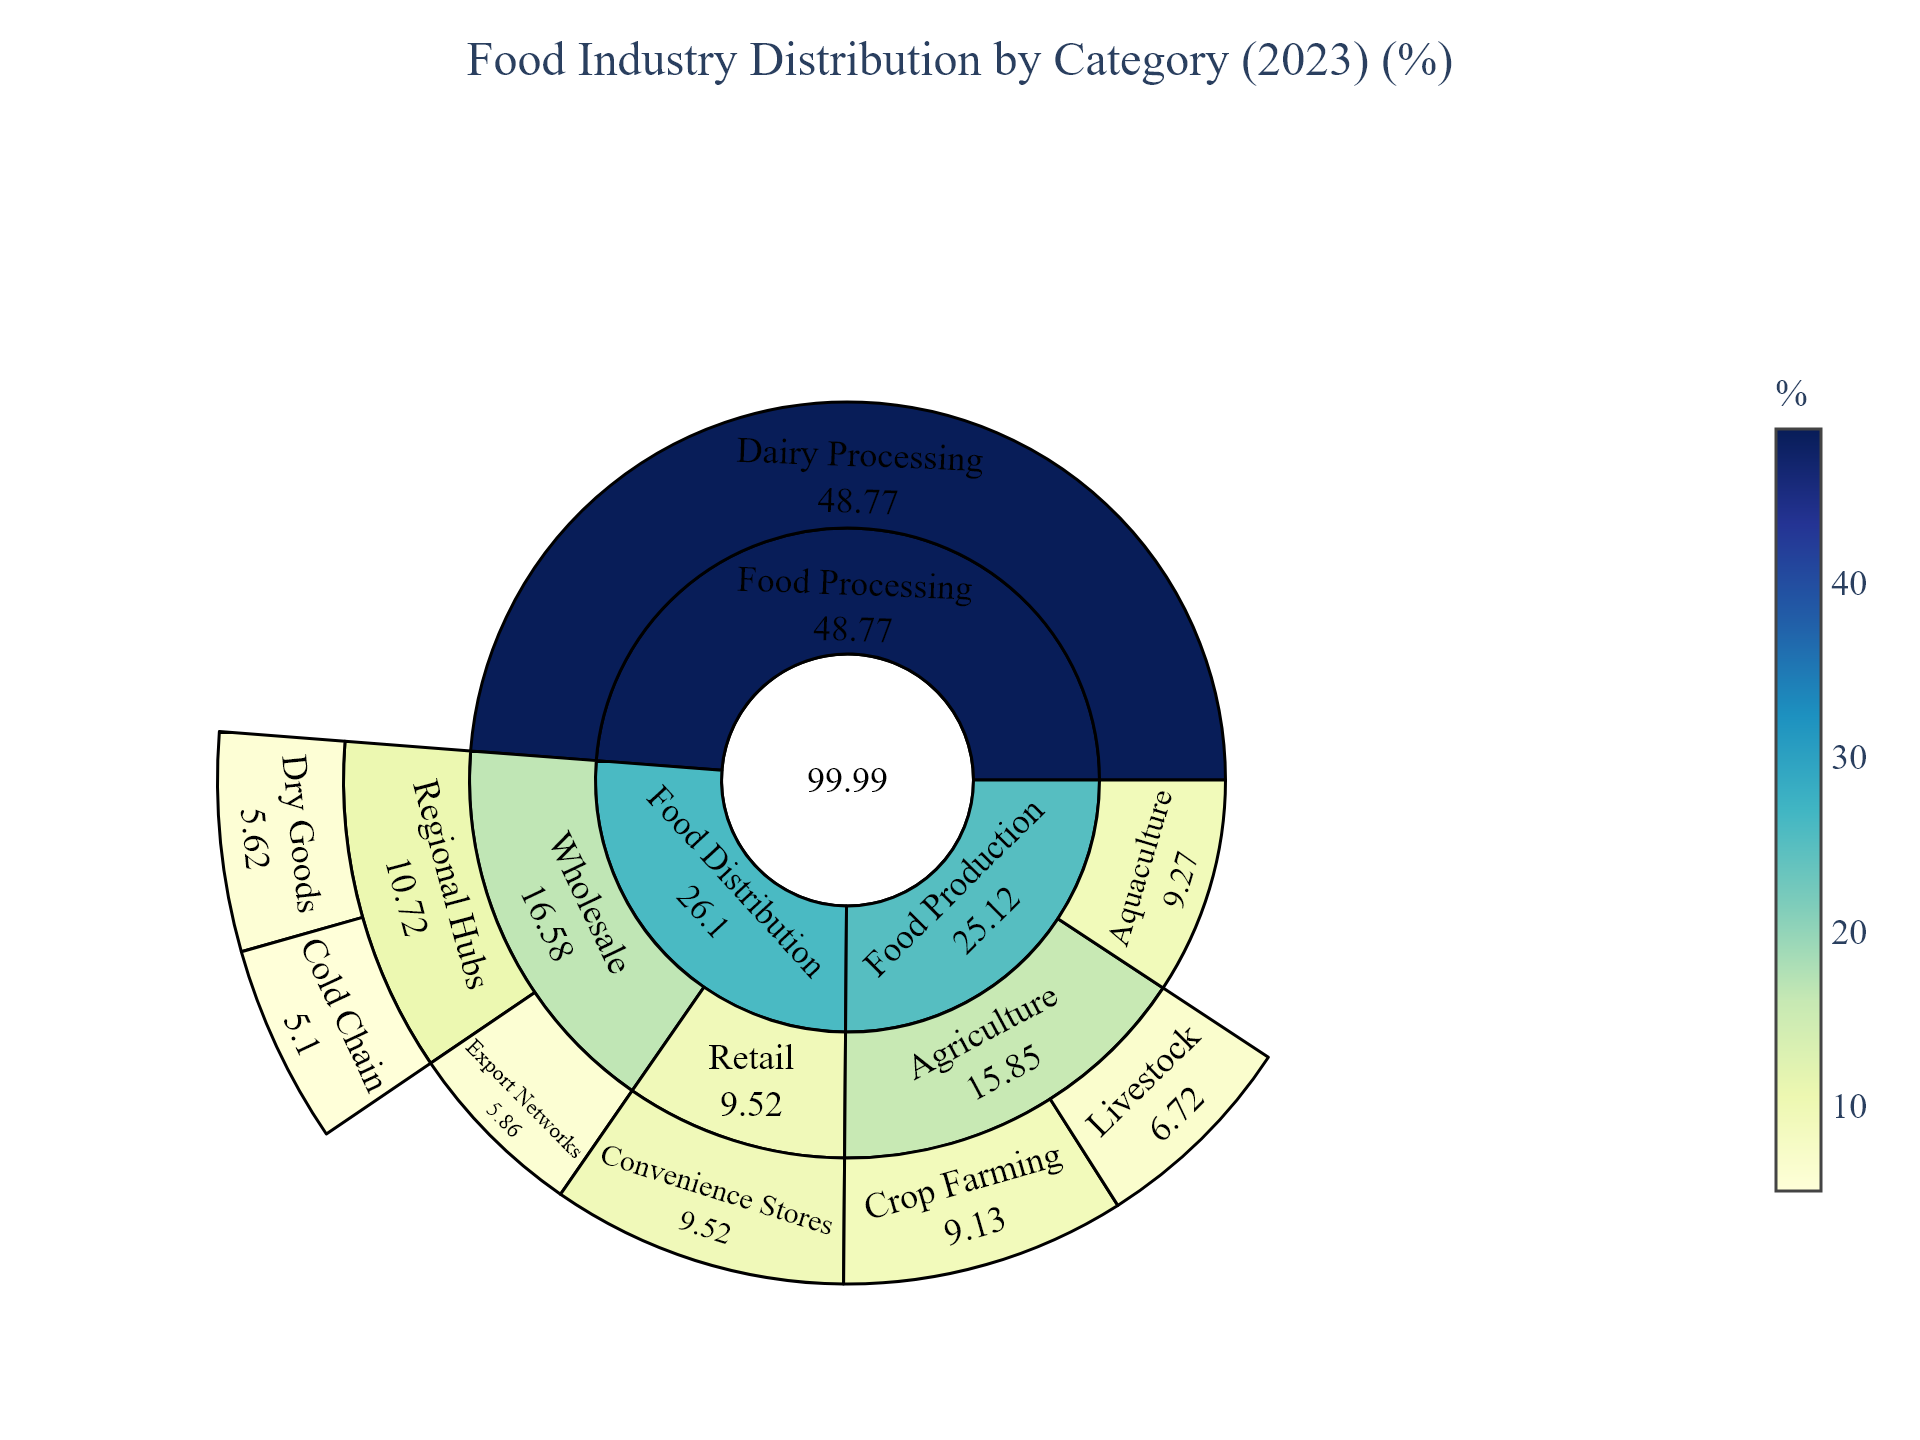 Food Industry Distribution by Category (2023) (%)
Dairy Processing
48.77
Food Processing
48.77
99.99
Food Distribution
26.1
Food Production
25.12
Aquaculture
9.27
Wholesale
16.58
Regional Hubs
10.72
Dry Goods
5.62
Cold Chain
5.1
Export Networks
5.86
Retail
9.52
Convenience Stores
9.52
Agriculture
15.85
Crop Farming
9.13
Livestock
6.72
%
40
30
20
10